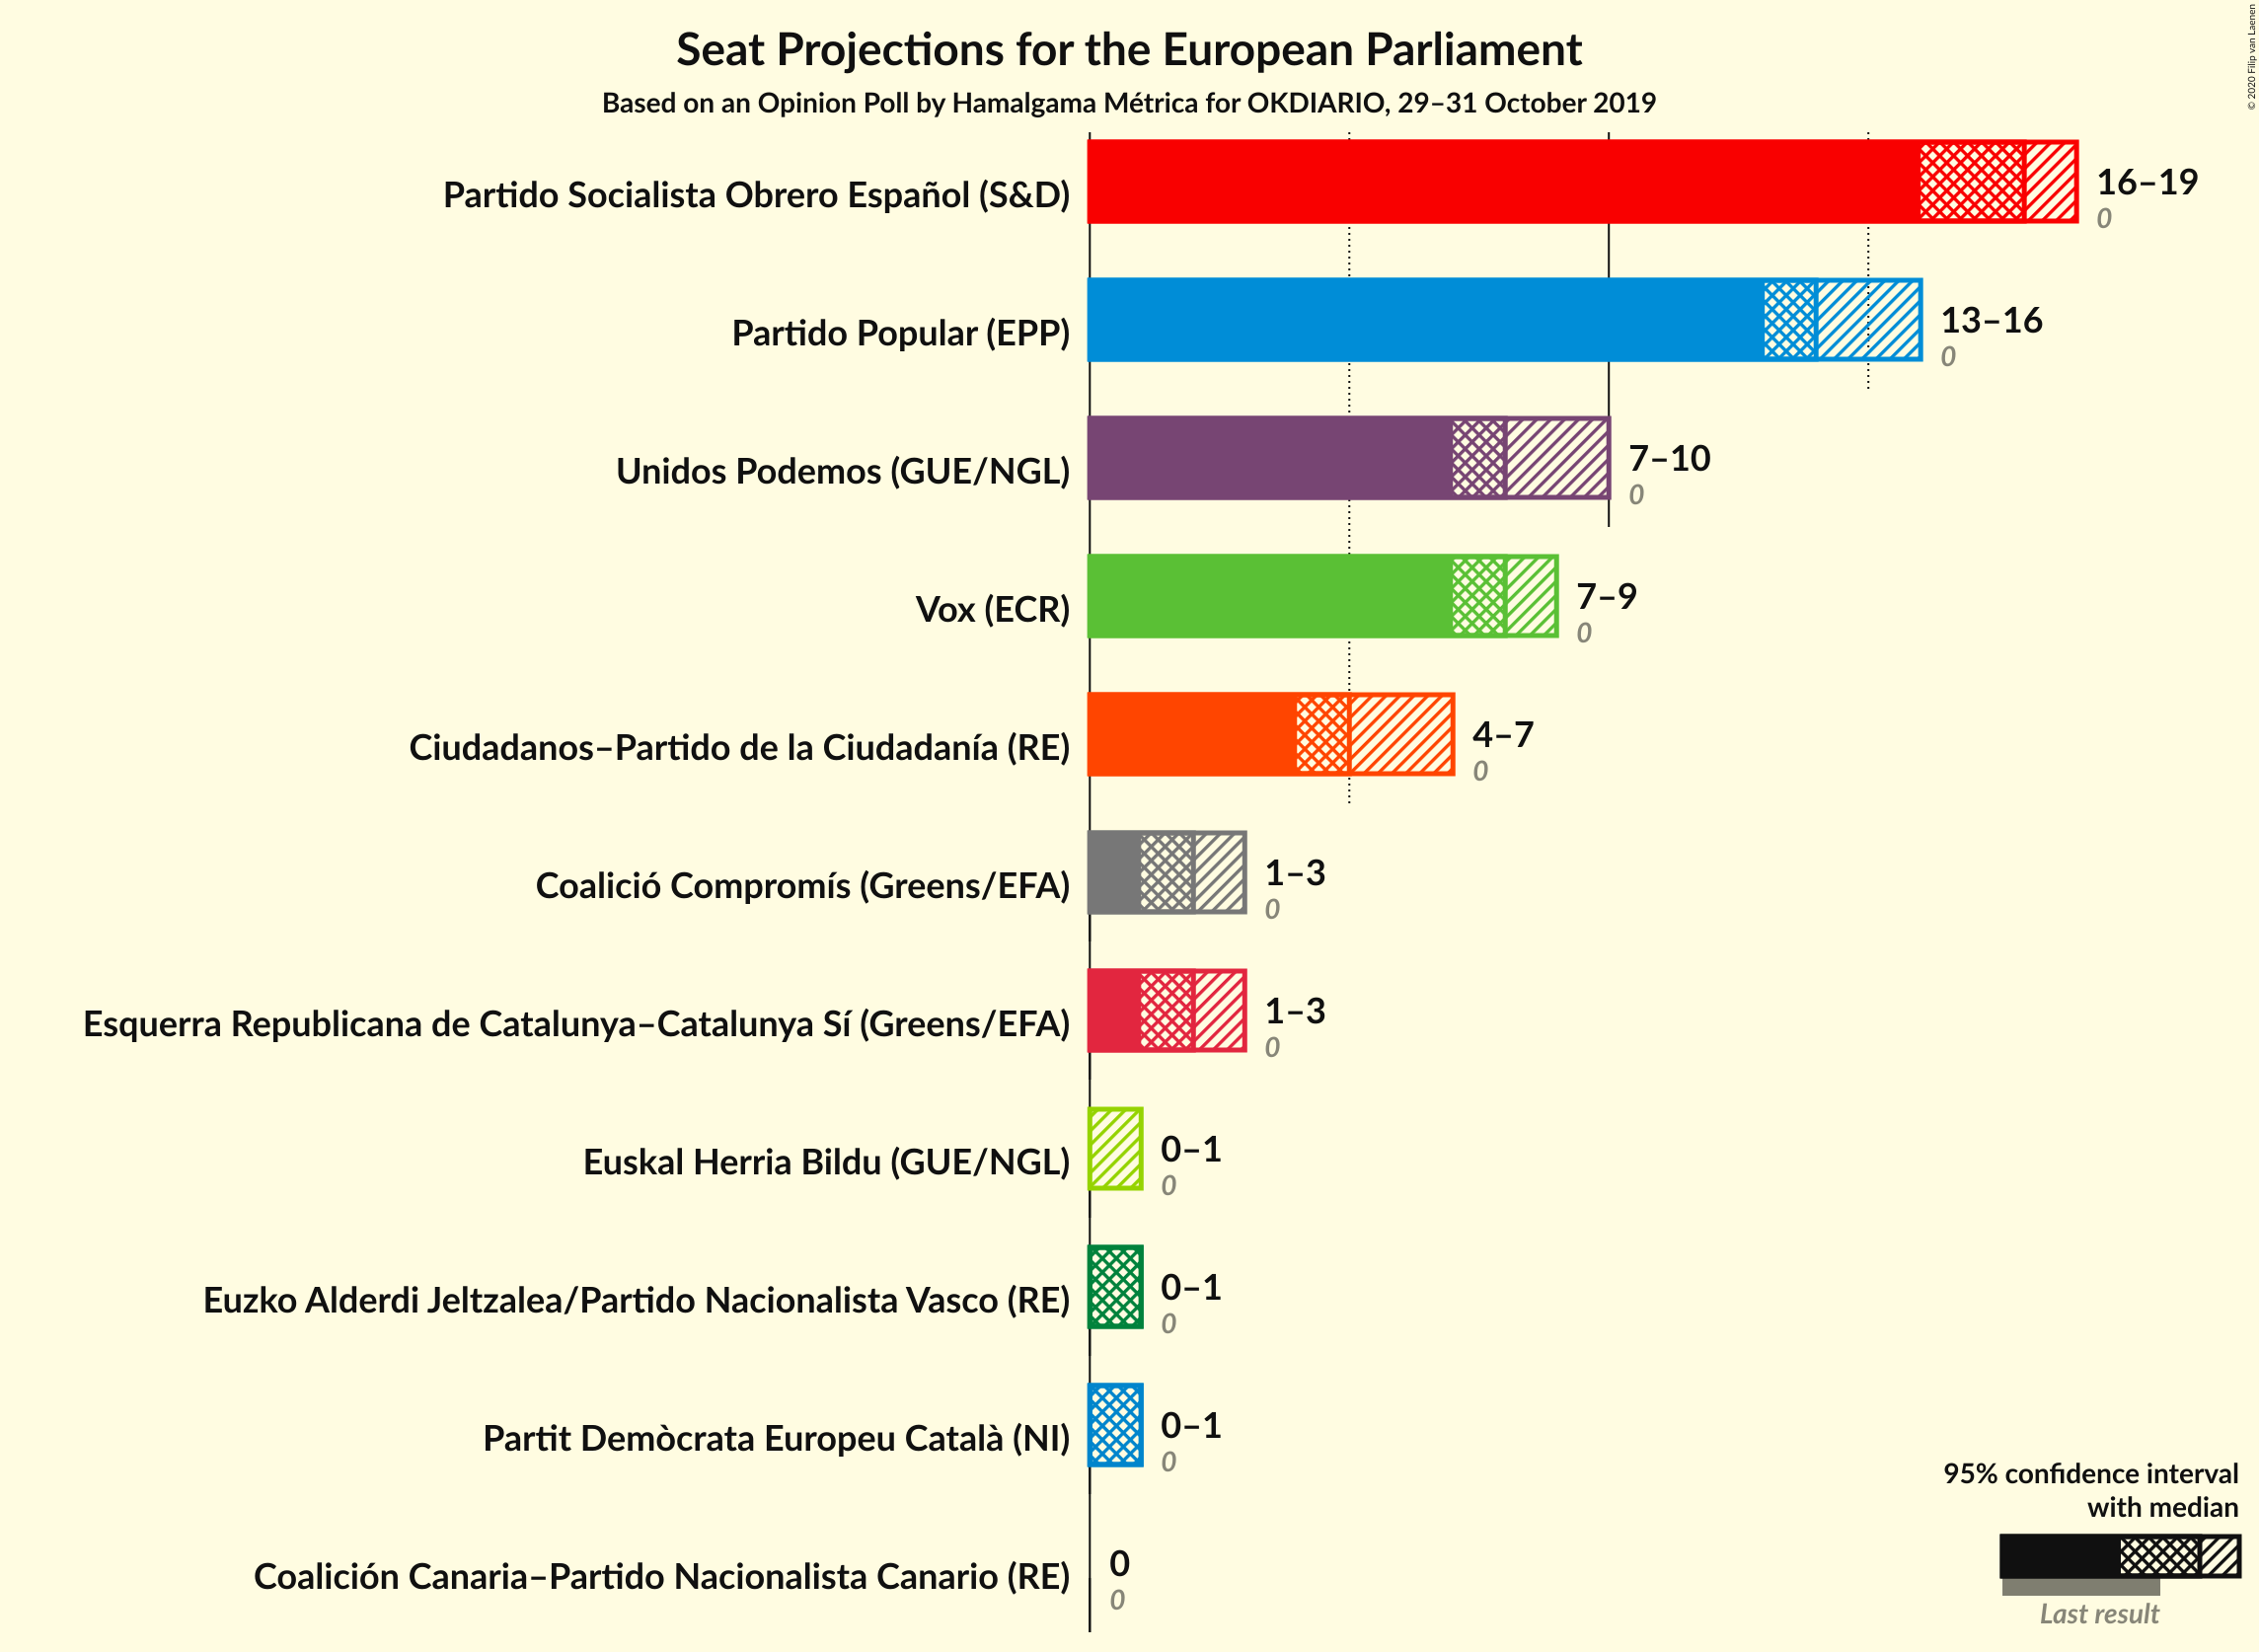 Seat Projections for the European Parliament
Based on an Opinion Poll by Hamalgama Métrica for OKDIARIO, 29–31 October 2019
© 2020 Filip van Laenen
Partido Socialista Obrero Español (S&D)
16–19
0
Partido Popular (EPP)
13–16
0
Unidos Podemos (GUE/NGL)
7–10
0
Vox (ECR)
7–9
0
Ciudadanos–Partido de la Ciudadanía (RE)
4–7
0
Coalició Compromís (Greens/EFA)
1–3
0
Esquerra Republicana de Catalunya–Catalunya Sí (Greens/EFA)
1–3
0
Euskal Herria Bildu (GUE/NGL)
0–1
0
Euzko Alderdi Jeltzalea/Partido Nacionalista Vasco (RE)
0–1
0
Partit Demòcrata Europeu Català (NI)
0–1
0
Coalición Canaria–Partido Nacionalista Canario (RE)
0
0
95% confidence interval
with median
Last result